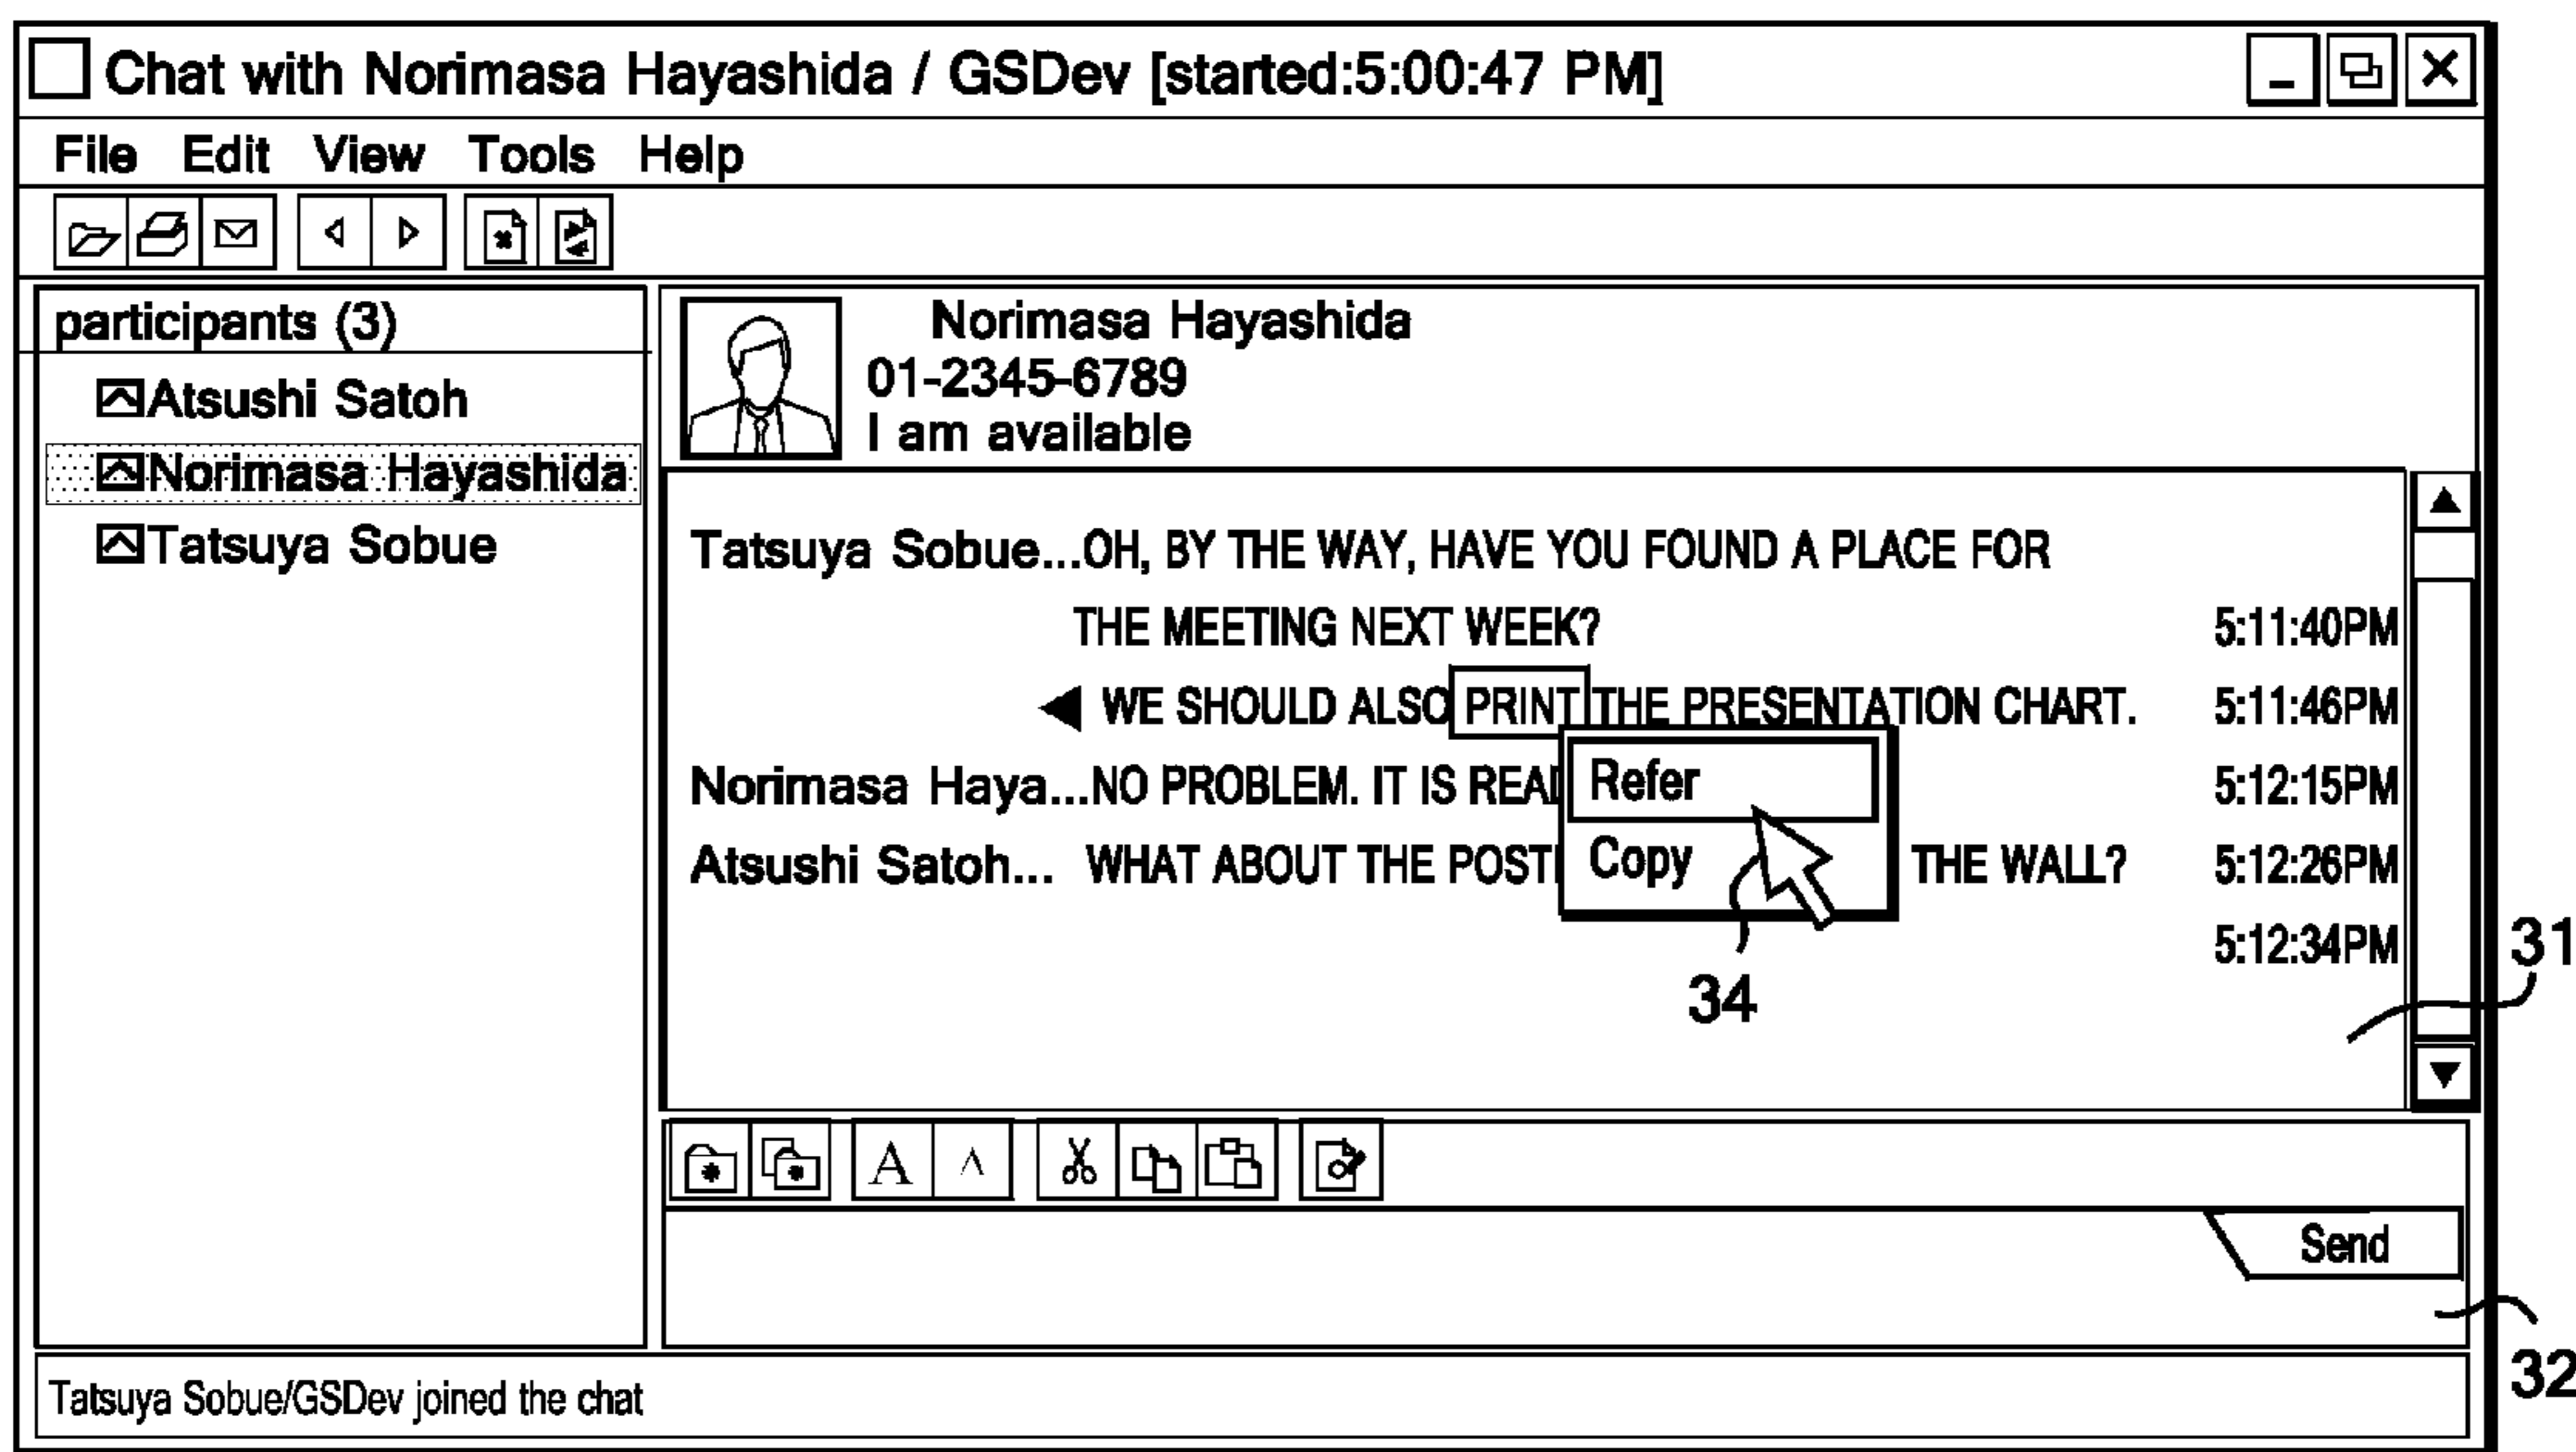 Chat with Norimasa Hayashida / GSDev [started:5:00:47 PM]
File Edit View Tools Help
participants (3)
Atsushi Satoh
Norimasa Hayashida
Tatsuya Sobue
Norimasa Hayashida
01-2345-6789
I am available
Tatsuya Sobue...OH, BY THE WAY, HAVE YOU FOUND A PLACE FOR
THE MEETING NEXT WEEK? 5:11:40PM
WE SHOULD ALSO PRINT THE PRESENTATION CHART. 5:11:46PM
Norimasa Haya...NO PROBLEM. IT IS 5:12:15PM
Refer
Atsushi Satoh... WHAT ABOUT THE THE WALL? 5:12:26PM
Copy
5:12:34PM
31
34
A A
Send
32
Tatsuya Sobue/GSDev joined the chat